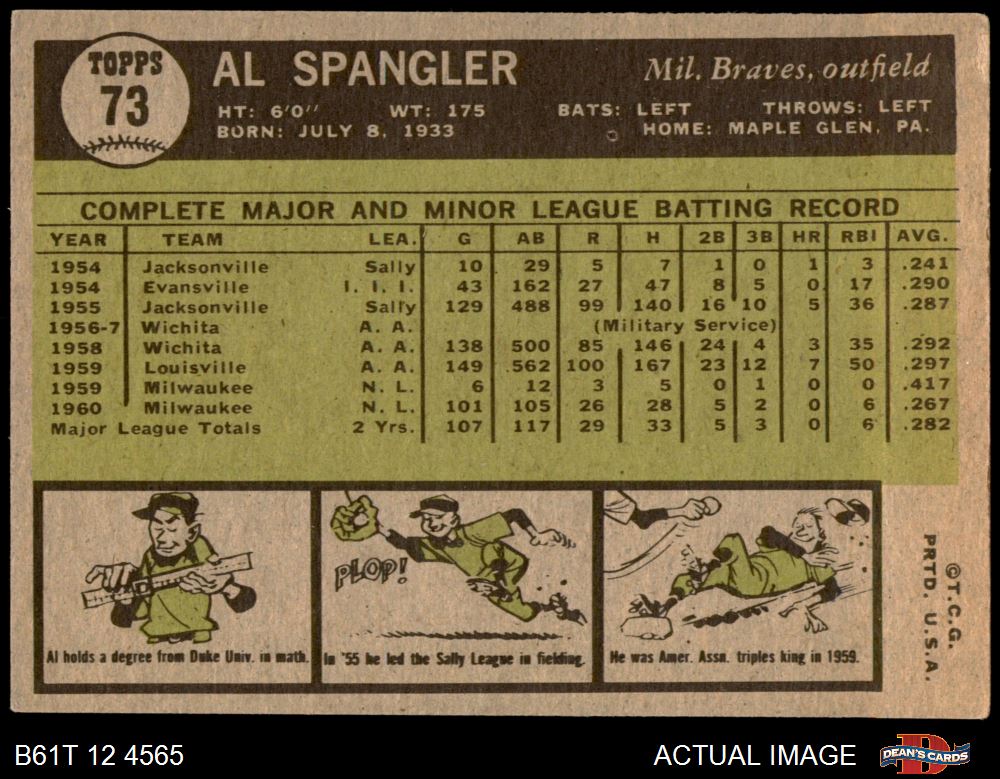 TOPPS
73
AL SPANGLER
Mil. Braves, outfield
HT: 6'0" WT: 175 BATS: LEFT THROWS: LEFT
BORN: JULY 8, 1933 HOME: MAPLE GLEN, PA.
COMPLETE MAJOR AND MINOR LEAGUE BATTING RECORD
YEAR TEAM LEA. G AB R H 2B 3B HR RBI AVG.
1954 Jacksonville Sally 10 29 5 7 1 0 1 3 .241
1954 Evansville I. I. I. 43 162 27 47 8 5 0 17 .290
1955 Jacksonville Sally 129 488 99 140 16 10 5 36 .287
1956-7 Wichita A. A. (Military Service)
1958 Wichita A. A. 138 500 85 146 24 4 3 35 .292
1959 Louisville A. A. 149 562 100 167 23 12 7 50 .297
1959 Milwaukee N. L. 6 12 3 5 0 1 0 0 .417
1960 Milwaukee N. L. 101 105 26 28 5 2 0 6 .267
Major League Totals 2 Yrs. 107 117 29 33 5 3 0 6 .282
Al holds a degree from Duke Univ. in math.
PLOP!
In '55 he led the Sally League in fielding.
He was Amer. Assn. triples king in 1959.
©T.C.G.
PRTD. U.S.A.
B61T 12 4565
ACTUAL IMAGE
DEAN'S CARDS